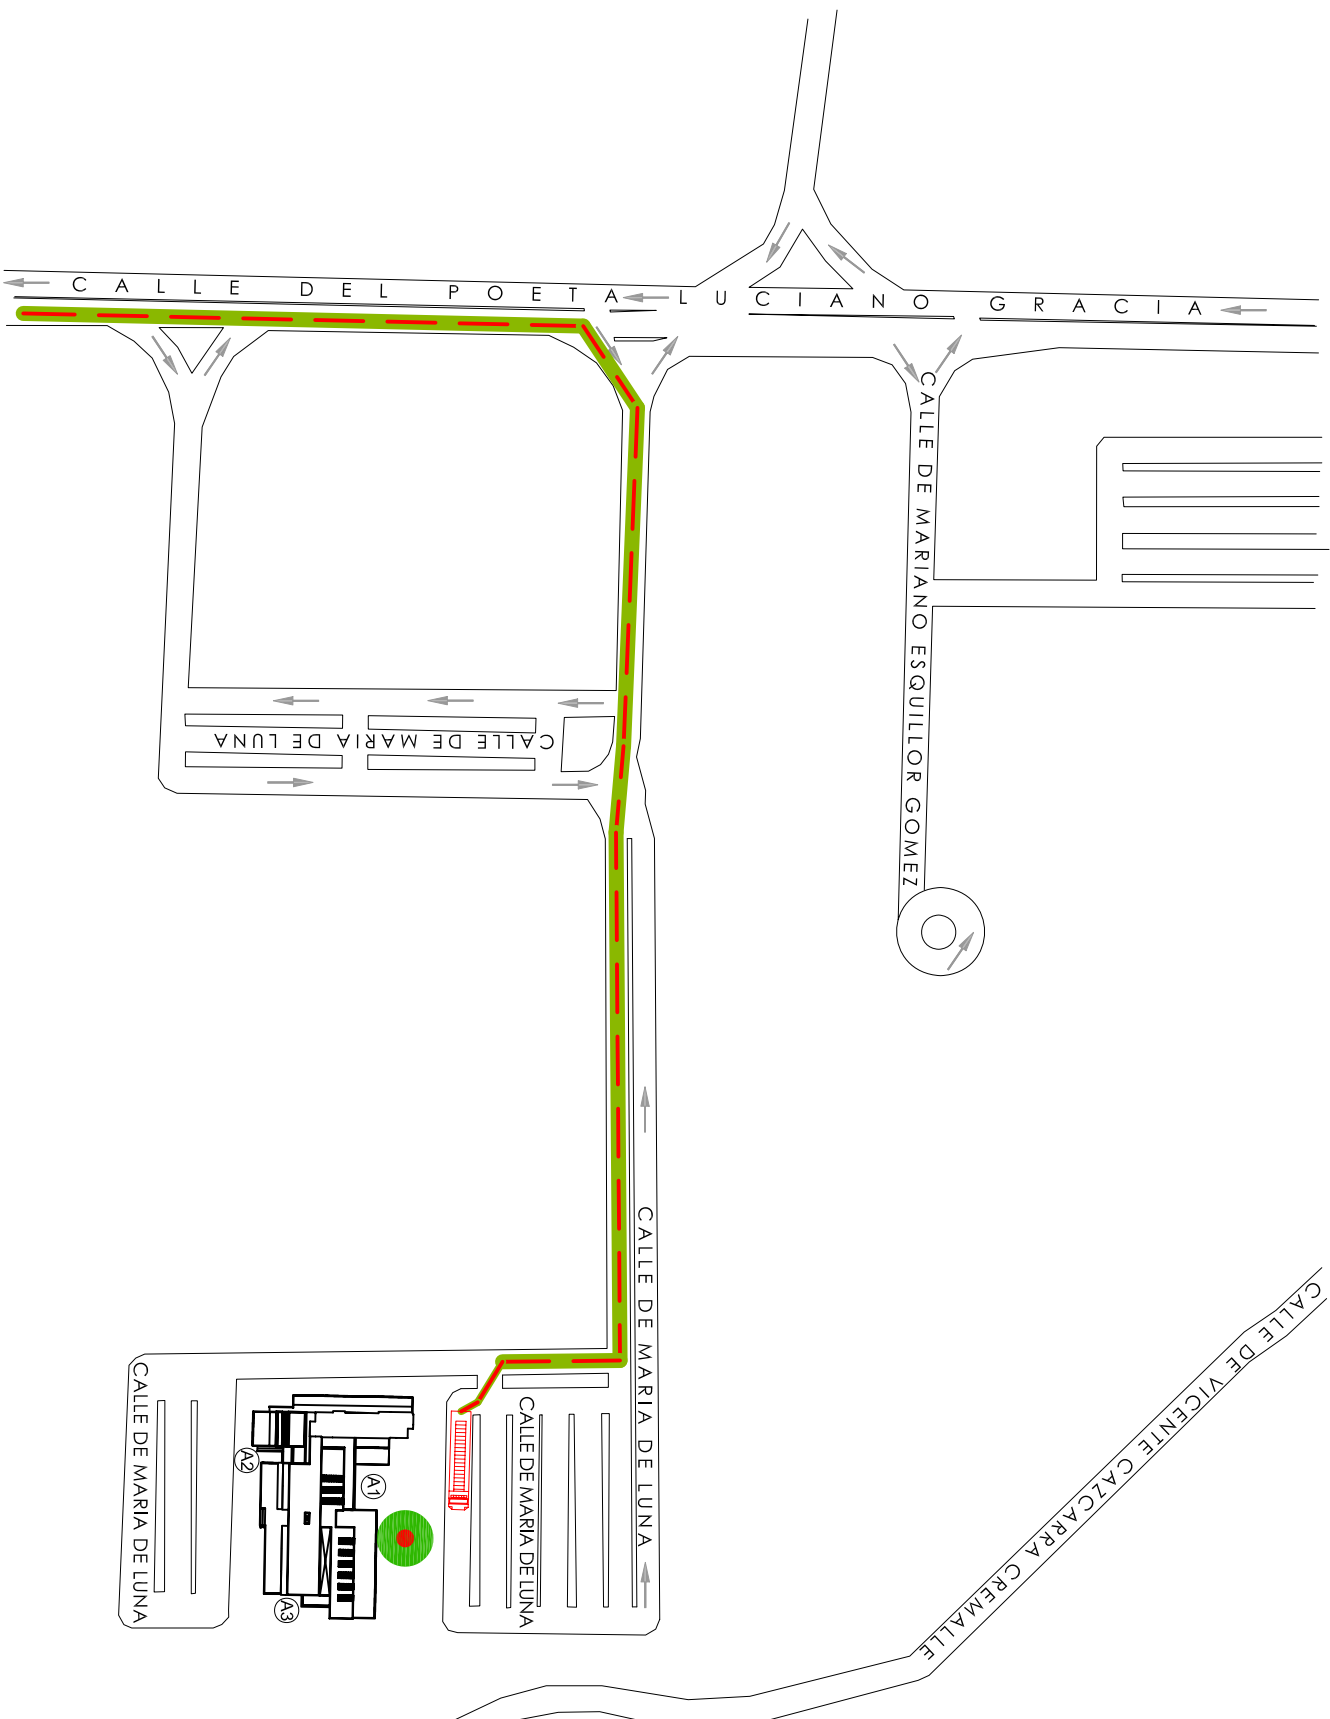 CALLE DEL POETA LUCIANO GRACIA
CALLE DE MARIANO ESQUILLOR GOMEZ
CALLE DE MARIA DE LUNA
CALLE DE MARIA DE LUNA
CALLE DE VICENTE CAZCARRA CREMALLE
CALLE DE MARIA DE LUNA
CALLE DE MARIA DE LUNA
A2
A1
A3